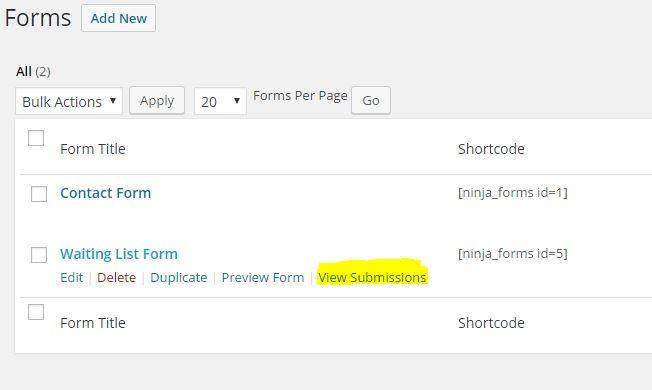 Forms Add New
All (2)
Bulk Actions Apply 20 Forms Per Page Go
Form Title Shortcode
Contact Form [ninja_forms id=1]
Waiting List Form [ninja_forms id=5]
Edit | Delete | Duplicate | Preview Form | View Submissions
Form Title Shortcode